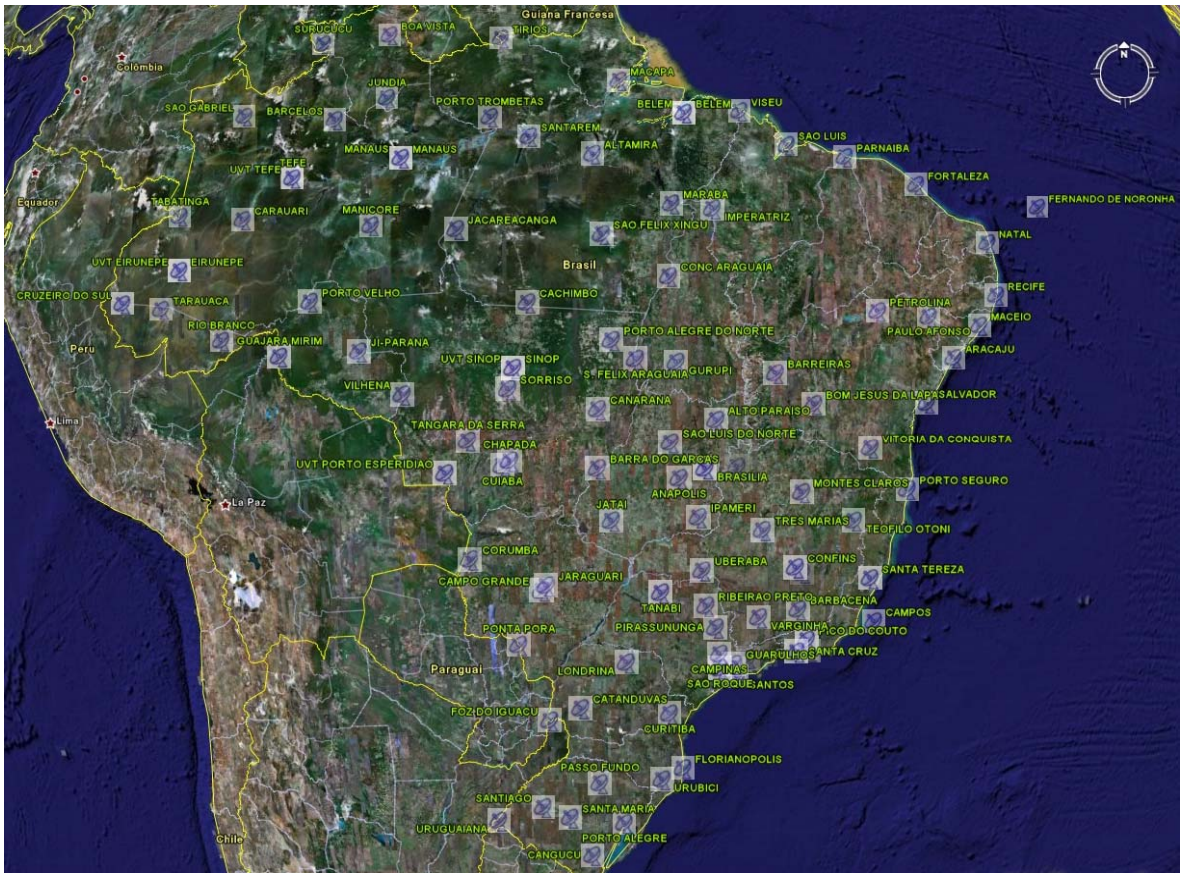 Guiana Francesa
SURUCUCU
BOA VISTA
TIRIOS
Colômbia
N
MACAPA
JUNDIA
SAO GABRIEL
BARCELOS
PORTO TROMBETAS
BELEM
BELEM
VISEU
SANTAREM
SAO LUIS
MANAUS
MANAUS
ALTAMIRA
PARNAIBA
TEFE
UVT TEFE
Equador
FORTALEZA
TABATINGA
CARAUARI
MANICORE
MARABA
IMPERATRIZ
FERNANDO DE NORONHA
JACAREACANGA
SAO FELIX XINGU
NATAL
UVT EIRUNEPE
EIRUNEPE
Brasil
CONC ARAGUAIA
CRUZEIRO DO SUL
TARAUACA
PORTO VELHO
CACHIMBO
RECIFE
PETROLINA
RIO BRANCO
MACEIO
PAULO AFONSO
PORTO ALEGRE DO NORTE
GUAJARA MIRIM
JI-PARANA
Peru
UVT SINOP
SINOP
ARACAJU
S. FELIX ARAGUAIA
GURUPI
BARREIRAS
SORRISO
VILHENA
BOM JESUS DA LAPA
SALVADOR
CANARANA
ALTO PARAISO
Lima
TANGARA DA SERRA
SAO LUIS DO NORTE
CHAPADA
VITORIA DA CONQUISTA
UVT PORTO ESPERIDIAO
BARRA DO GARCAS
CUIABA
BRASILIA
ANAPOLIS
MONTES CLAROS
PORTO SEGURO
La Paz
JATAI
IPAMERI
TRES MARIAS
TEOFILO OTONI
CORUMBA
UBERABA
CONFINS
SANTA TEREZA
CAMPO GRANDE
JARAGUARI
TANABI
RIBEIRAO PRETO
BARBACENA
CAMPOS
PIRASSUNUNGA
VARGINHA
PICO DO COUTO
PONTA PORA
GUARULHOS
SANTA CRUZ
Paraguai
LONDRINA
CAMPINAS
SAO ROQUE
SANTOS
CATANDUVAS
FOZ DO IGUACU
CURITIBA
FLORIANOPOLIS
PASSO FUNDO
URUBICI
SANTIAGO
SANTA MARIA
URUGUAIANA
PORTO ALEGRE
Chile
CANGUCU